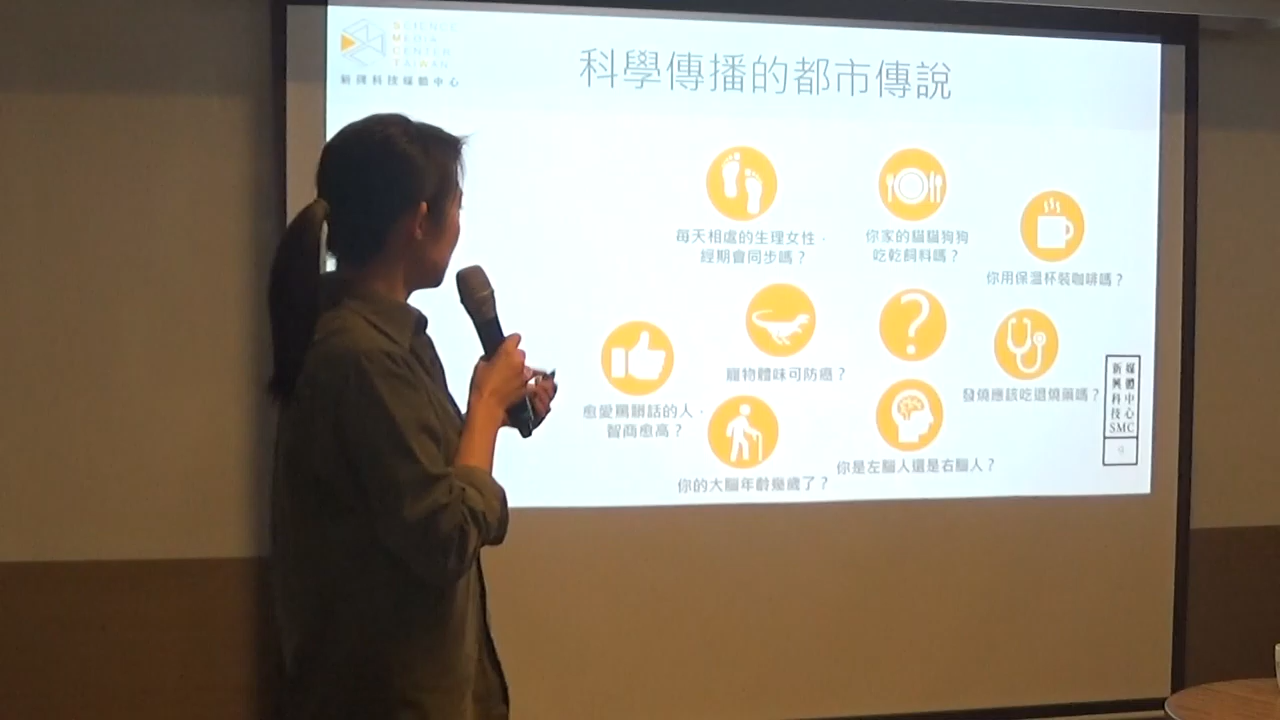 SCIENCE
MEDIA
CENTER
TAIWAN
新興科技媒體中心
科學傳播的都市傳說
每天相處的生理女性，
經期會同步嗎？
你家的貓貓狗狗
吃乾飼料嗎？
你用保溫杯裝咖啡嗎？
愈愛罵髒話的人，
智商愈高？
寵物體味可防癌？
?
發燒應該吃退燒藥嗎？
你的大腦年齡幾歲了？
你是左腦人還是右腦人？
新興科技
媒體中心
SMC
9